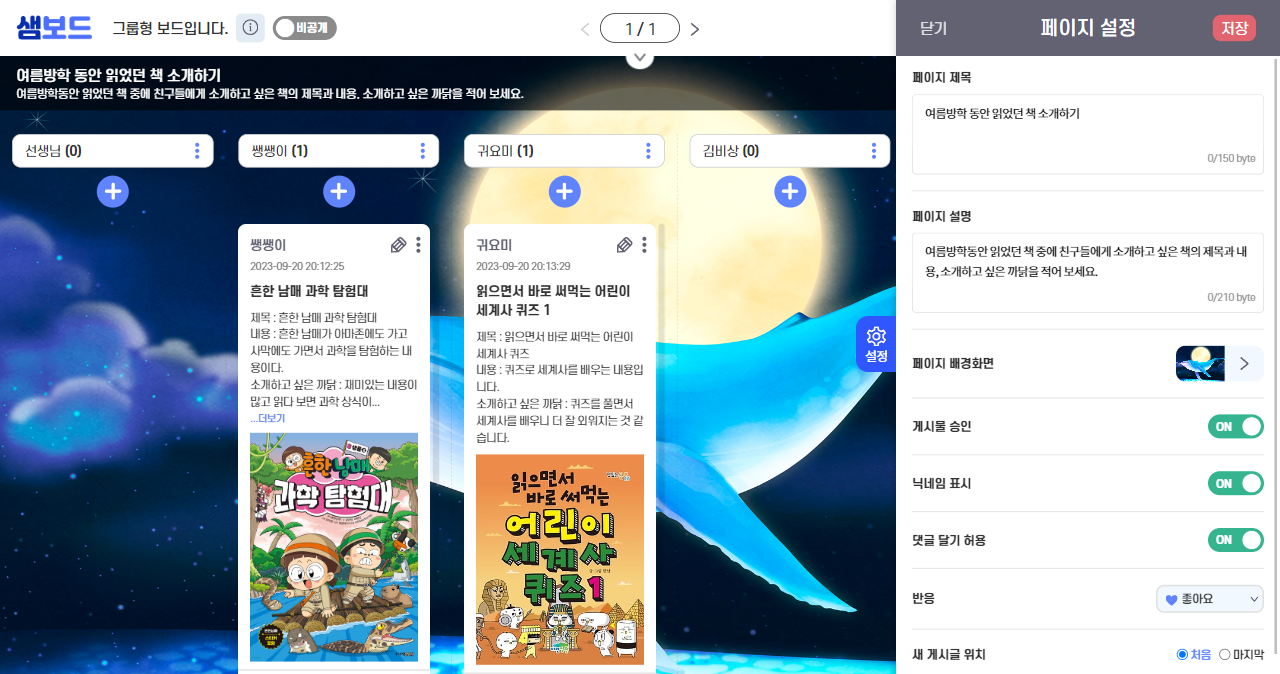 샘보드
그룹형 보드입니다.
비공개
1 / 1
닫기
페이지 설정
저장
여름방학 동안 읽었던 책 소개하기
여름방학동안 읽었던 책 중에 친구들에게 소개하고 싶은 책의 제목과 내용, 소개하고 싶은 까닭을 적어 보세요.
선생님 (0)
쌩쌩이 (1)
귀요미 (1)
김비상 (0)
쌩쌩이
2023-09-20 20:12:25
흔한 남매 과학 탐험대
제목 : 흔한 남매 과학 탐험대
내용 : 흔한 남매가 아마존에도 가고
사막에도 가면서 과학을 탐험하는 내
용이다.
소개하고 싶은 까닭 : 재미있는 내용이
많고 읽다 보면 과학 상식이...
...더보기
흔한남매
과학 탐험대
귀요미
2023-09-20 20:13:29
읽으면서 바로 써먹는 어린이
세계사 퀴즈 1
제목 : 읽으면서 바로 써먹는 어린이
세계사 퀴즈
내용 : 퀴즈로 세계사를 배우는 내용입
니다.
소개하고 싶은 까닭 : 퀴즈를 풀면서
세계사를 배우니 더 잘 외워지는 것 같
습니다.
읽으면서
바로 써먹는
어린이
세계사
퀴즈 1
설정
페이지 제목
여름방학 동안 읽었던 책 소개하기
0/150 byte
페이지 설명
여름방학동안 읽었던 책 중에 친구들에게 소개하고 싶은 책의 제목과 내
용, 소개하고 싶은 까닭을 적어 보세요.
0/210 byte
페이지 배경화면
게시물 승인
ON
닉네임 표시
ON
댓글 달기 허용
ON
반응
좋아요
새 게시글 위치
처음
마지막